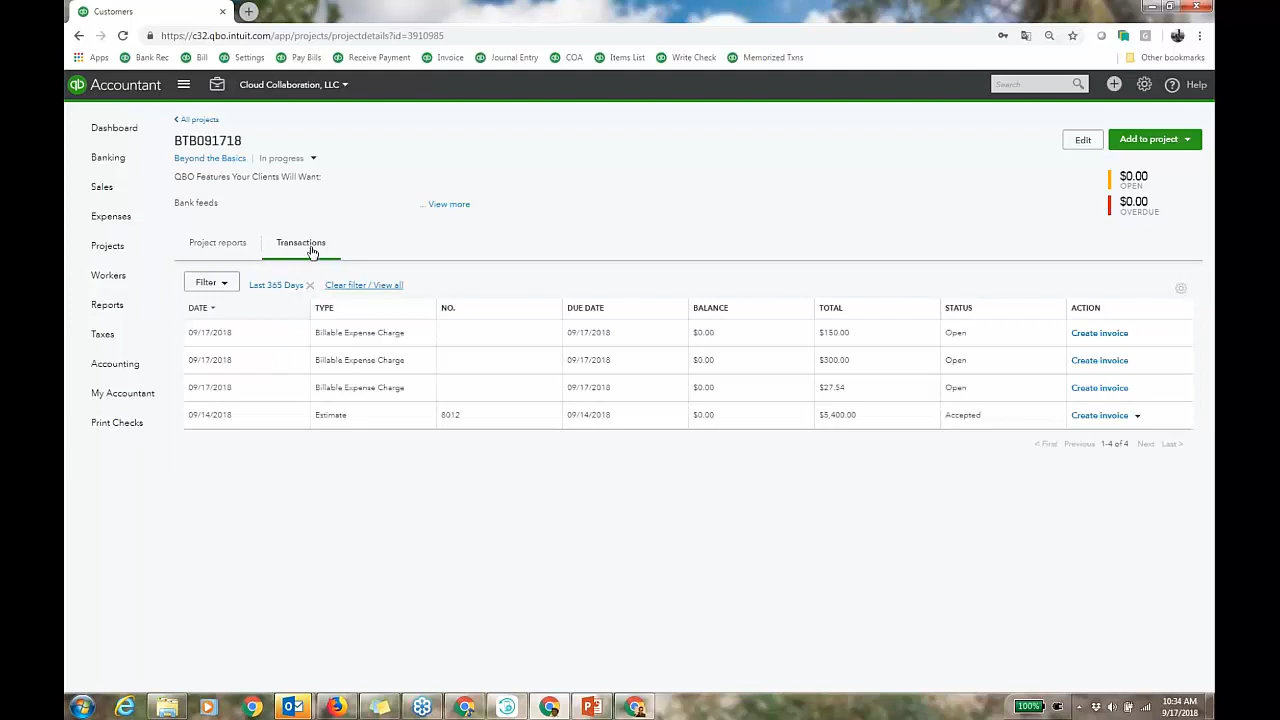 Customers
https://c32.qbo.intuit.com/app/projects/projectdetails?id=3910985
Apps Bank Rec Bill Settings Pay Bills Receive Payment Invoice Journal Entry COA Items List Write Check Memorized Txns Other bookmarks
qb Accountant Cloud Collaboration, LLC Search Help
Dashboard
Banking
Sales
Expenses
Projects
Workers
Reports
Taxes
Accounting
My Accountant
Print Checks
< All projects
BTB091718
Edit Add to project
Beyond the Basics In progress
QBO Features Your Clients Will Want:
$0.00
OPEN
Bank feeds ... View more
$0.00
OVERDUE
Project reports Transactions
Filter Last 365 Days Clear filter / View all
DATE TYPE NO. DUE DATE BALANCE TOTAL STATUS ACTION
09/17/2018 Billable Expense Charge 09/17/2018 $0.00 $150.00 Open Create invoice
09/17/2018 Billable Expense Charge 09/17/2018 $0.00 $300.00 Open Create invoice
09/17/2018 Billable Expense Charge 09/17/2018 $0.00 $27.54 Open Create invoice
09/14/2018 Estimate 8012 09/14/2018 $0.00 $5,400.00 Accepted Create invoice
< First Previous 1-4 of 4 Next Last >
100%
10:34 AM
9/17/2018